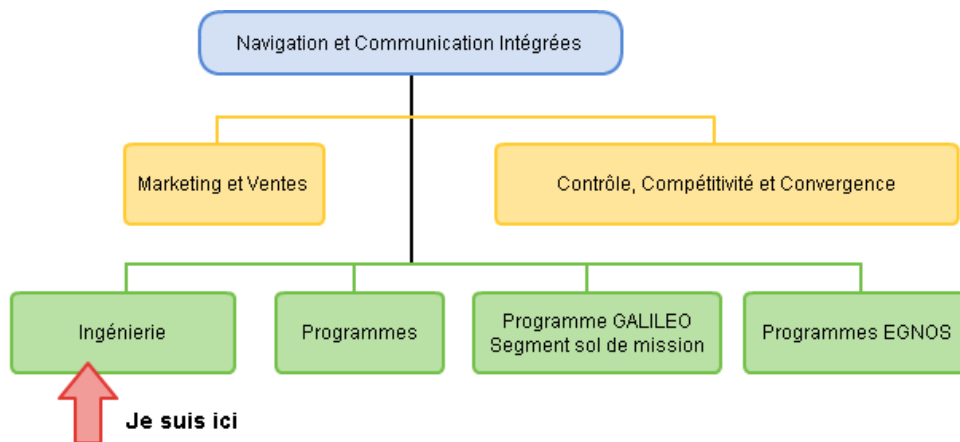 Navigation et Communication Intégrées
Marketing et Ventes
Contrôle, Compétitivité et Convergence
Ingénierie
Programmes
Programme GALILEO
Segment sol de mission
Programmes EGNOS
Je suis ici